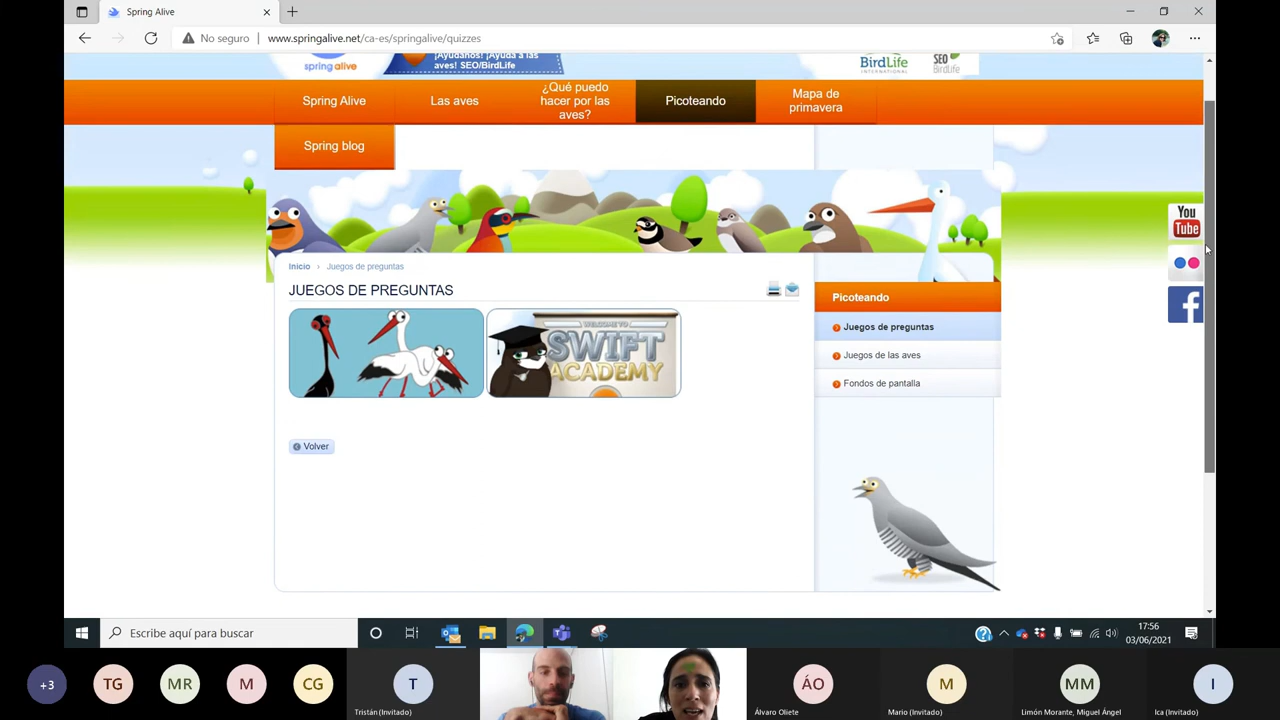 Spring Alive
No seguro
www.springalive.net/ca-es/springalive/quizzes
spring alive
¡Ayúdanos! ¡Ayuda a las
aves! SEO/BirdLife
BirdLife
INTERNATIONAL
SEO
BirdLife
Spring Alive
Las aves
¿Qué puedo
hacer por las
aves?
Picoteando
Mapa de
primavera
Spring blog
You
Tube
Inicio › Juegos de preguntas
JUEGOS DE PREGUNTAS
WELCOME TO
SWIFT
ACADEMY
Volver
Picoteando
Juegos de preguntas
Juegos de las aves
Fondos de pantalla
Escribe aquí para buscar
17:56
03/06/2021
+3
TG
MR
M
CG
T
Tristán (Invitado)
ÁO
Álvaro Oliete
M
Mario (Invitado)
MM
Limón Morante, Miguel Ángel
I
Ica (Invitado)